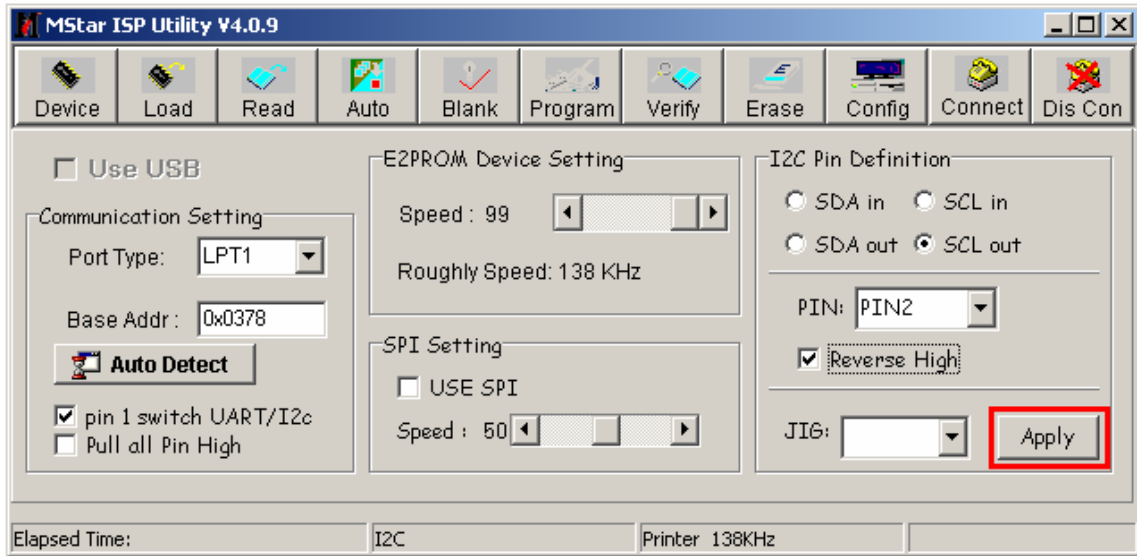 MStar ISP Utility V4.0.9
Device Load Read Auto Blank Program Verify Erase Config Connect Dis Con
Use USB
Communication Setting
Port Type: LPT1
Base Addr : 0x0378
Auto Detect
pin 1 switch UART/I2c
Pull all Pin High
E2PROM Device Setting
Speed : 99
Roughly Speed: 138 KHz
SPI Setting
USE SPI
Speed : 50
I2C Pin Definition
SDA in SCL in
SDA out SCL out
PIN: PIN2
Reverse High
JIG: Apply
Elapsed Time: I2C Printer 138KHz